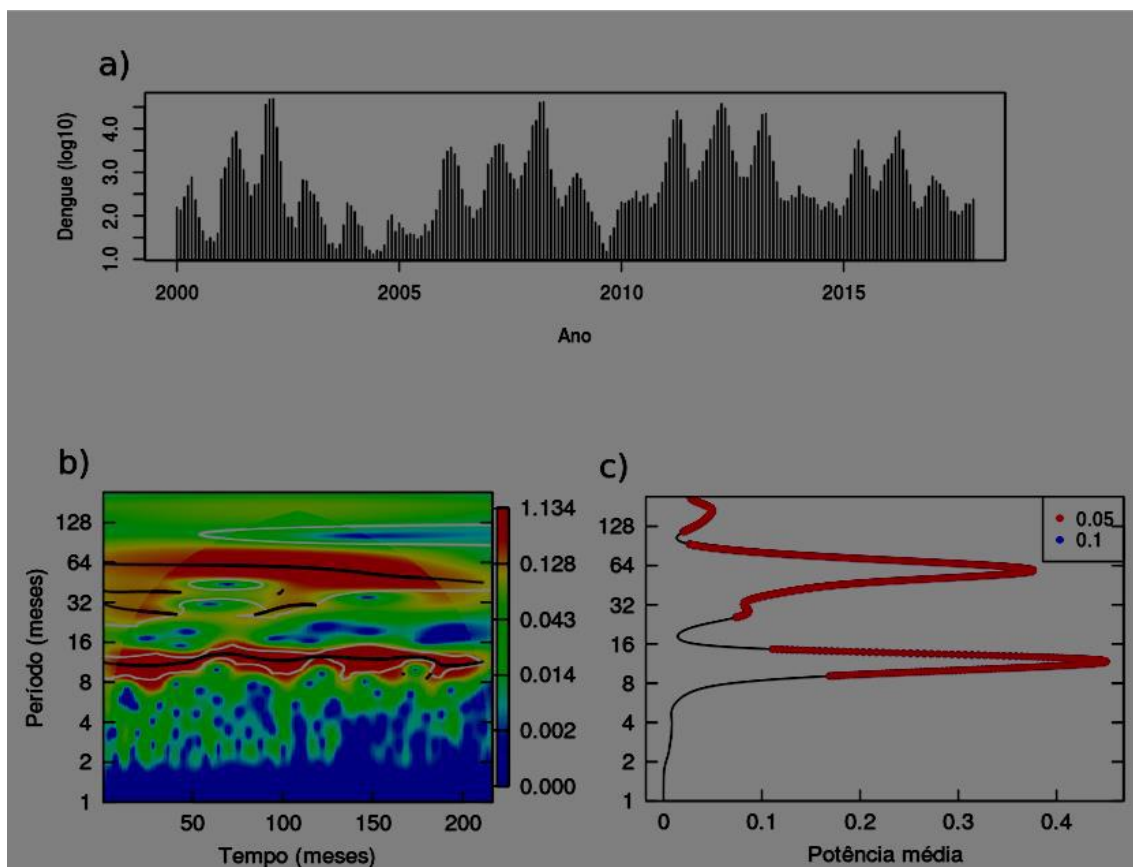 a)
Dengue (log10)
4.0
3.0
2.0
1.0
2000 2005 2010 2015
Ano
b)
Período (meses)
128
64
32
16
8
4
2
1
50 100 150 200
Tempo (meses)
1.134
0.128
0.043
0.014
0.002
0.000
c)
128
64
32
16
8
4
2
1
0.05
0.1
0 0.1 0.2 0.3 0.4
Potência média